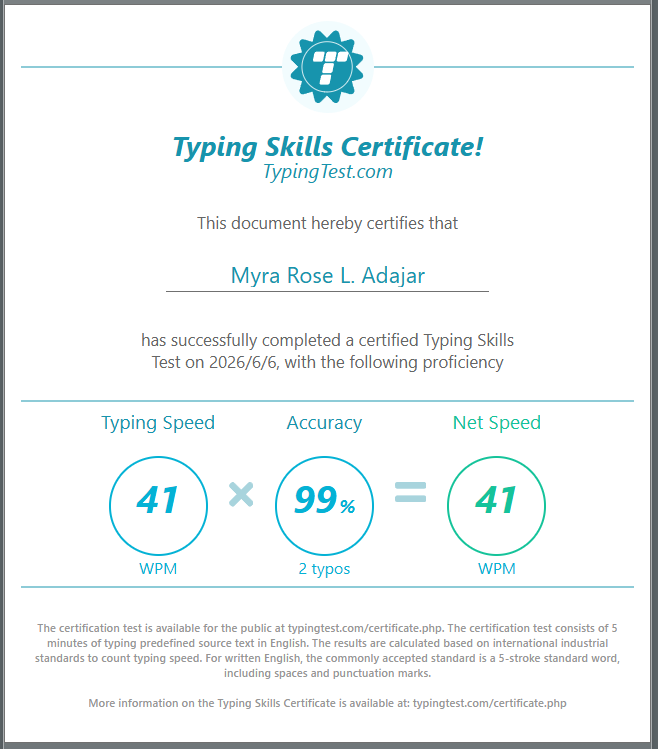 T
Typing Skills Certificate!
TypingTest.com
This document hereby certifies that
Myra Rose L. Adajar
has successfully completed a certified Typing Skills
Test on 2026/6/6, with the following proficiency
Typing Speed Accuracy Net Speed
41 × 99% = 41
WPM 2 typos WPM
The certification test is available for the public at typingtest.com/certificate.php. The certification test consists of 5
minutes of typing predefined source text in English. The results are calculated based on international industrial
standards to count typing speed. For written English, the commonly accepted standard is a 5-stroke standard word,
including spaces and punctuation marks.
More information on the Typing Skills Certificate is available at: typingtest.com/certificate.php